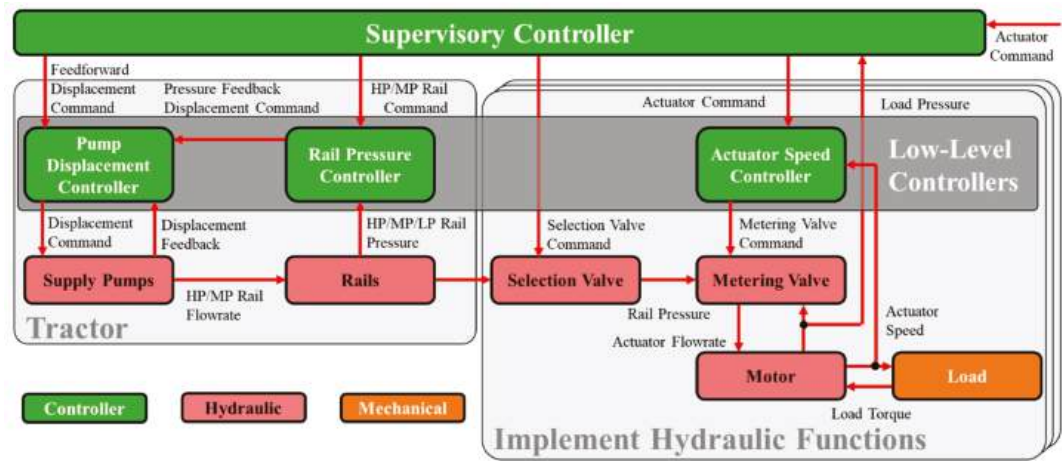 Supervisory Controller
Actuator
Command
Feedforward
Displacement
Command
Pressure Feedback
Displacement Command
HP/MP Rail
Command
Actuator Command
Load Pressure
Pump
Displacement
Controller
Rail Pressure
Controller
Actuator Speed
Controller
Low-Level
Controllers
Displacement
Command
Displacement
Feedback
HP/MP/LP Rail
Pressure
Selection Valve
Command
Metering Valve
Command
Supply Pumps
Rails
Selection Valve
Metering Valve
HP/MP Rail
Flowrate
Rail Pressure
Actuator
Speed
Tractor
Actuator Flowrate
Motor
Load
Load Torque
Controller
Hydraulic
Mechanical
Implement Hydraulic Functions